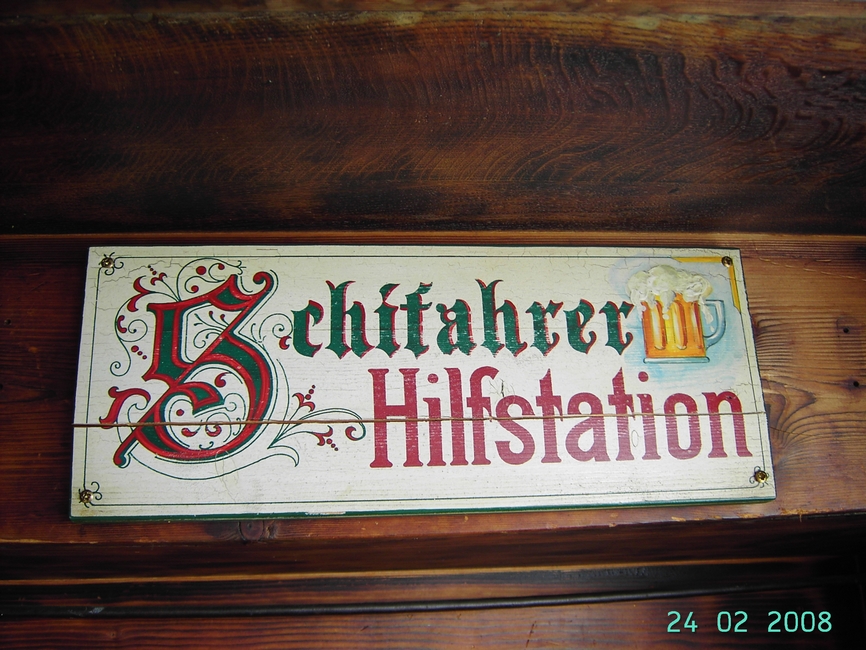 Schifahrer
Hilfstation
24 02 2008